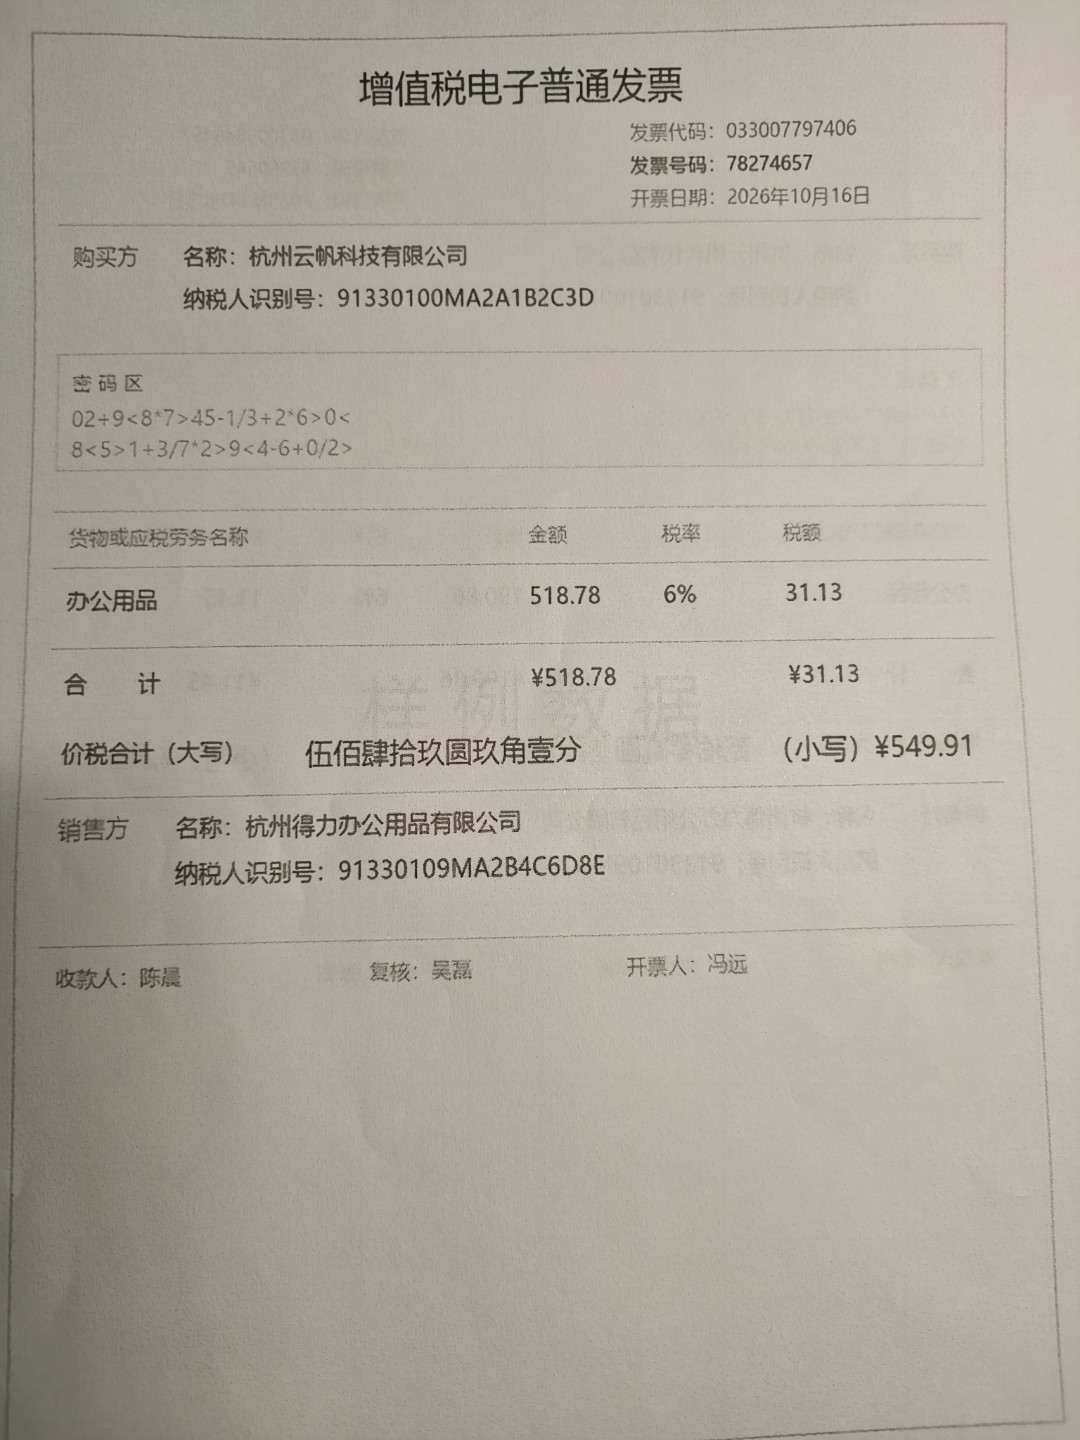 增值税电子普通发票
发票代码：033007797406
发票号码：78274657
开票日期：2026年10月16日
购买方 名称：杭州云帆科技有限公司
纳税人识别号：91330100MA2A1B2C3D
密码区
02+9<8*7>45-1/3+2*6>0<
8<5>1+3/7*2>9<4-6+0/2>
货物或应税劳务名称 金额 税率 税额
办公用品 518.78 6% 31.13
合 计 ¥518.78 ¥31.13
样例数据
价税合计（大写） 伍佰肆拾玖圆玖角壹分 （小写）¥549.91
销售方 名称：杭州得力办公用品有限公司
纳税人识别号：91330109MA2B4C6D8E
收款人：陈晨 复核：吴磊 开票人：冯远